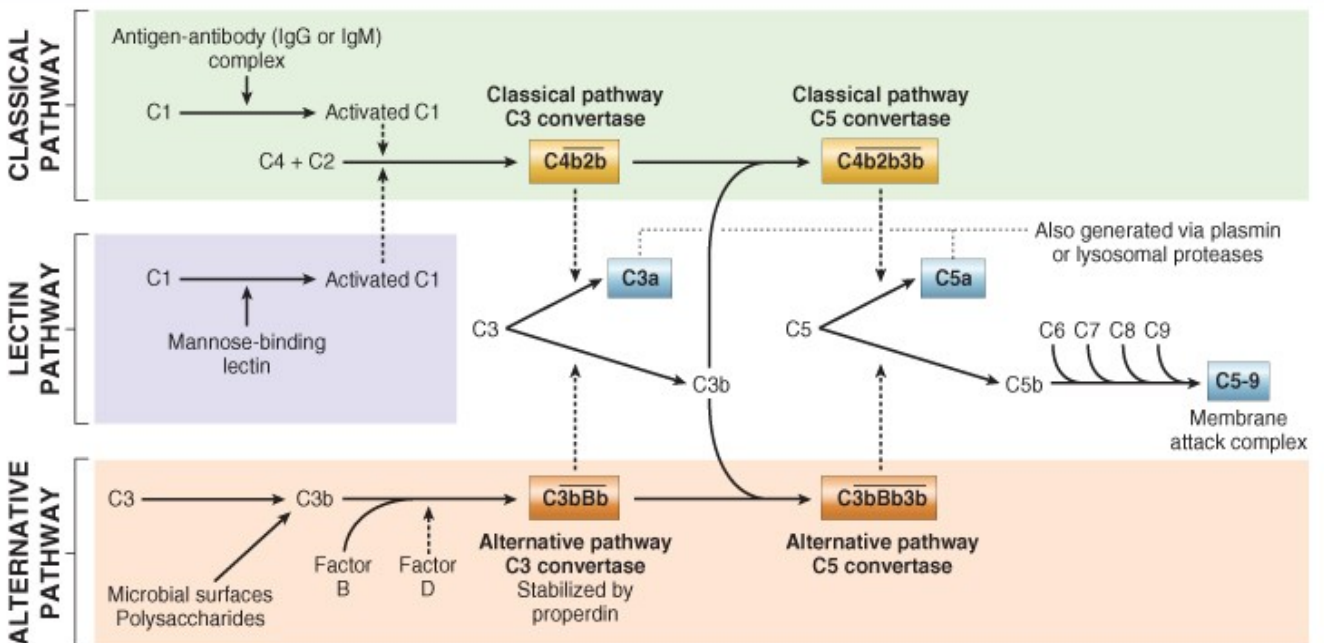 CLASSICAL
PATHWAY
Antigen-antibody (IgG or IgM)
complex
C1
Activated C1
C4 + C2
Classical pathway
C3 convertase
C4b2b
Classical pathway
C5 convertase
C4b2b3b
LECTIN
PATHWAY
C1
Activated C1
Mannose-binding
lectin
C3
C3a
C3b
C5
C5a
C5b
Also generated via plasmin
or lysosomal proteases
C6 C7 C8 C9
C5-9
Membrane
attack complex
ALTERNATIVE
PATHWAY
C3
C3b
Microbial surfaces
Polysaccharides
Factor
B
Factor
D
C3bBb
Alternative pathway
C3 convertase
Stabilized by
properdin
C3bBb3b
Alternative pathway
C5 convertase